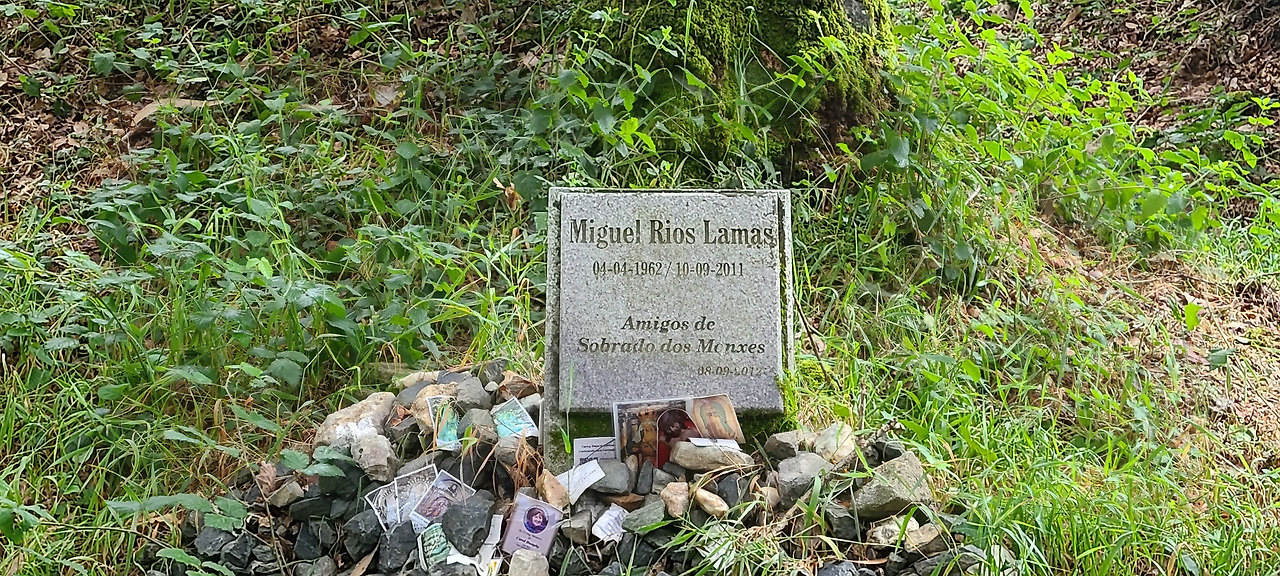 Miguel Rios Lamas
04-04-1962 / 10-09-2011
Amigos de
Sobrado dos Monxes
08-09-2012